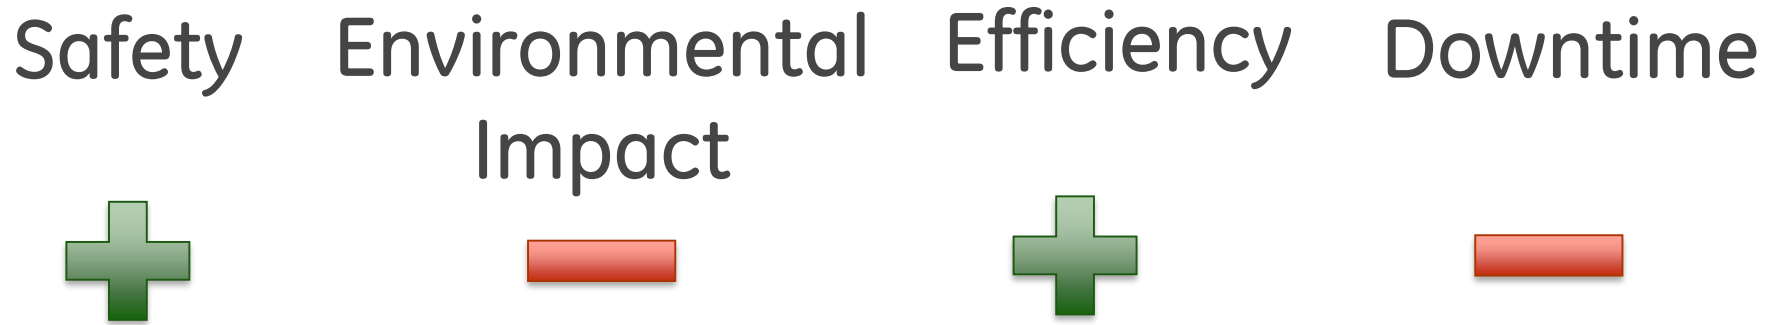 Safety
Environmental
Impact
Efficiency
Downtime